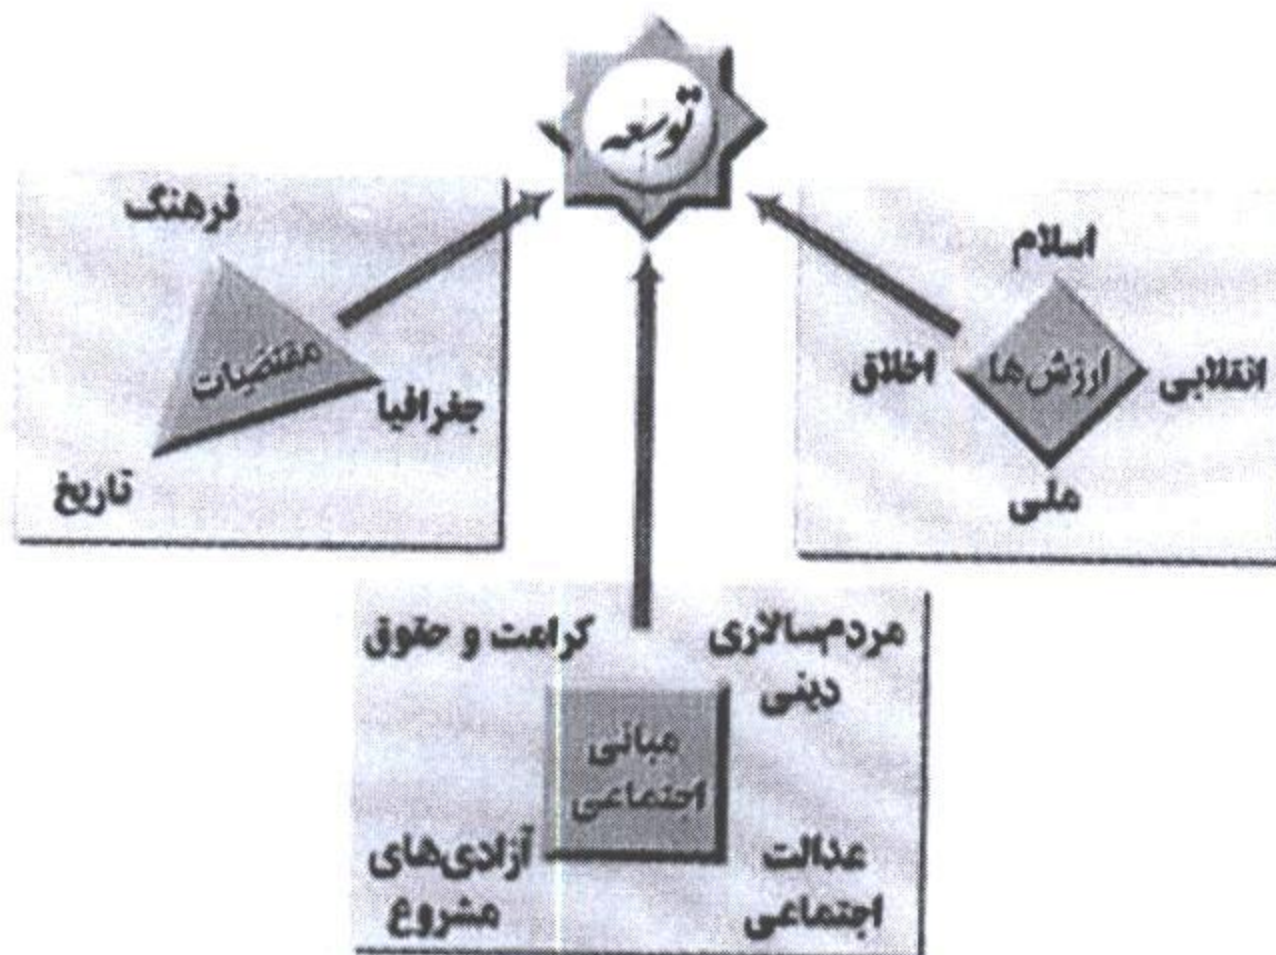 توسعه
اسلام
انقلابی
ارزش‌ها
اخلاق
ملی
فرهنگ
مقتضیات
جغرافیا
تاریخ
مردم‌سالاری
دینی
کرامت و حقوق
مبانی
اجتماعی
عدالت
اجتماعی
آزادی‌های
مشروع